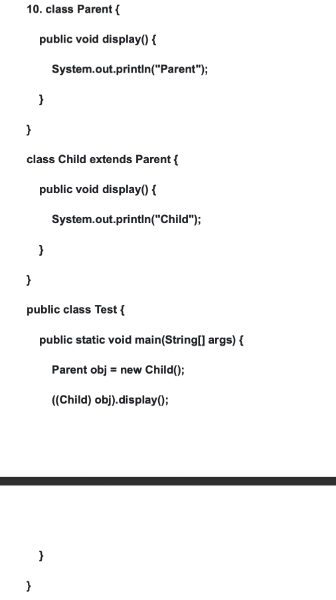 10. class Parent {
public void display() {
System.out.println("Parent");
}
}
class Child extends Parent {
public void display() {
System.out.println("Child");
}
}
public class Test {
public static void main(String[] args) {
Parent obj = new Child();
((Child) obj).display();
}
}